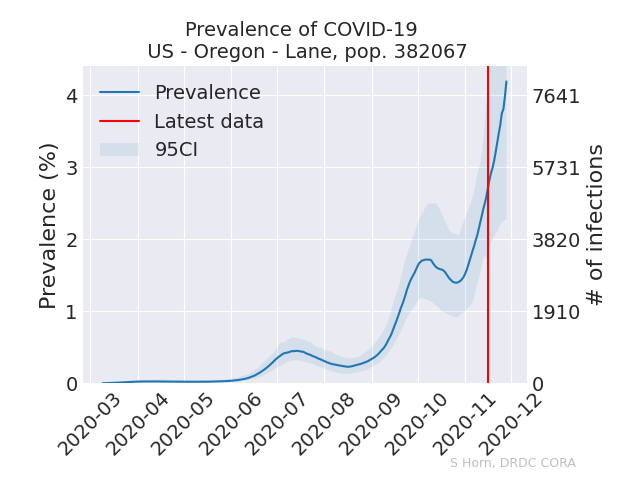 Prevalence of COVID-19
US - Oregon - Lane, pop. 382067
Prevalence
Latest data
95CI
Prevalence (%)
4
3
2
1
0
7641
5731
3820
1910
0
# of infections
2020-03
2020-04
2020-05
2020-06
2020-07
2020-08
2020-09
2020-10
2020-11
2020-12
S Horn, DRDC CORA